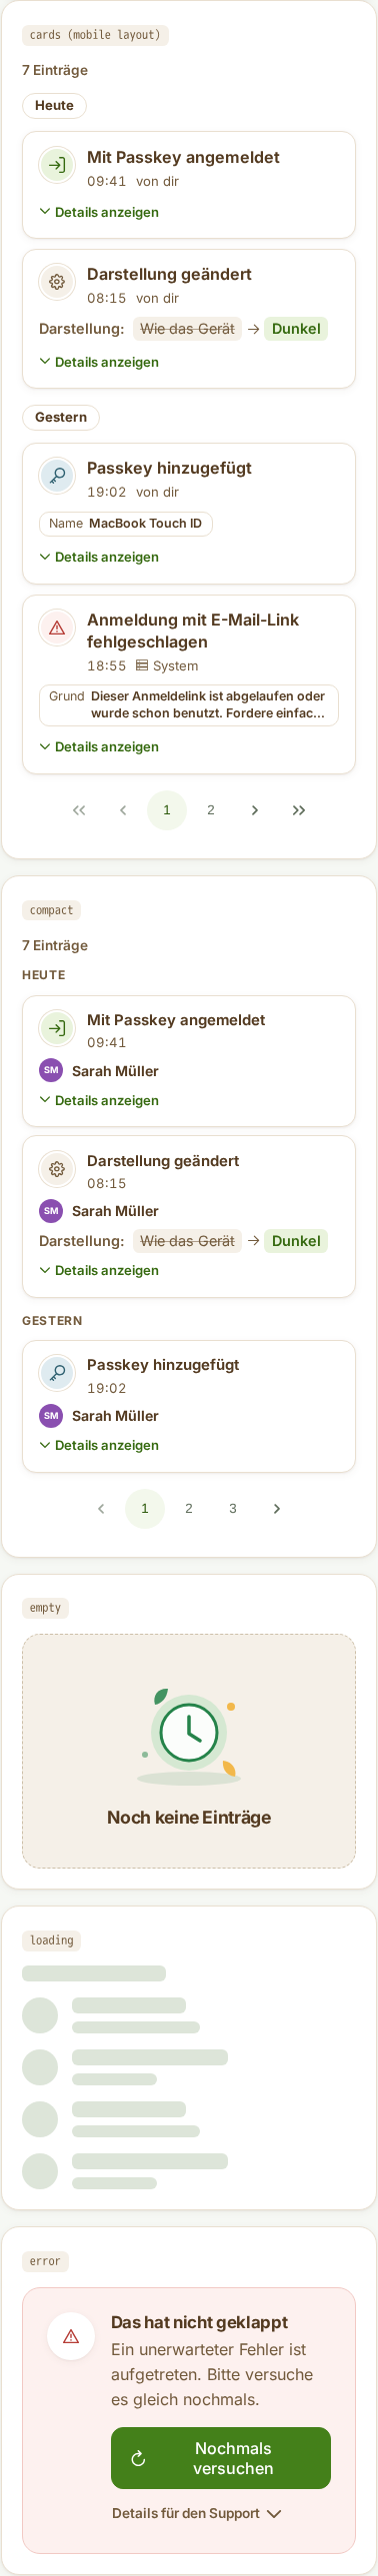 cards (mobile layout)
7 Einträge
Heute
Mit Passkey angemeldet
09:41 von dir
Details anzeigen
Darstellung geändert
08:15 von dir
Darstellung: Wie das Gerät → Dunkel
Details anzeigen
Gestern
Passkey hinzugefügt
19:02 von dir
Name MacBook Touch ID
Details anzeigen
Anmeldung mit E-Mail-Link
fehlgeschlagen
18:55 System
Grund Dieser Anmeldelink ist abgelaufen oder
wurde schon benutzt. Fordere einfac…
Details anzeigen
1 2
compact
7 Einträge
HEUTE
Mit Passkey angemeldet
09:41
SM Sarah Müller
Details anzeigen
Darstellung geändert
08:15
SM Sarah Müller
Darstellung: Wie das Gerät → Dunkel
Details anzeigen
GESTERN
Passkey hinzugefügt
19:02
SM Sarah Müller
Details anzeigen
1 2 3
empty
Noch keine Einträge
loading
error
Das hat nicht geklappt
Ein unerwarteter Fehler ist
aufgetreten. Bitte versuche
es gleich nochmals.
Nochmals
versuchen
Details für den Support